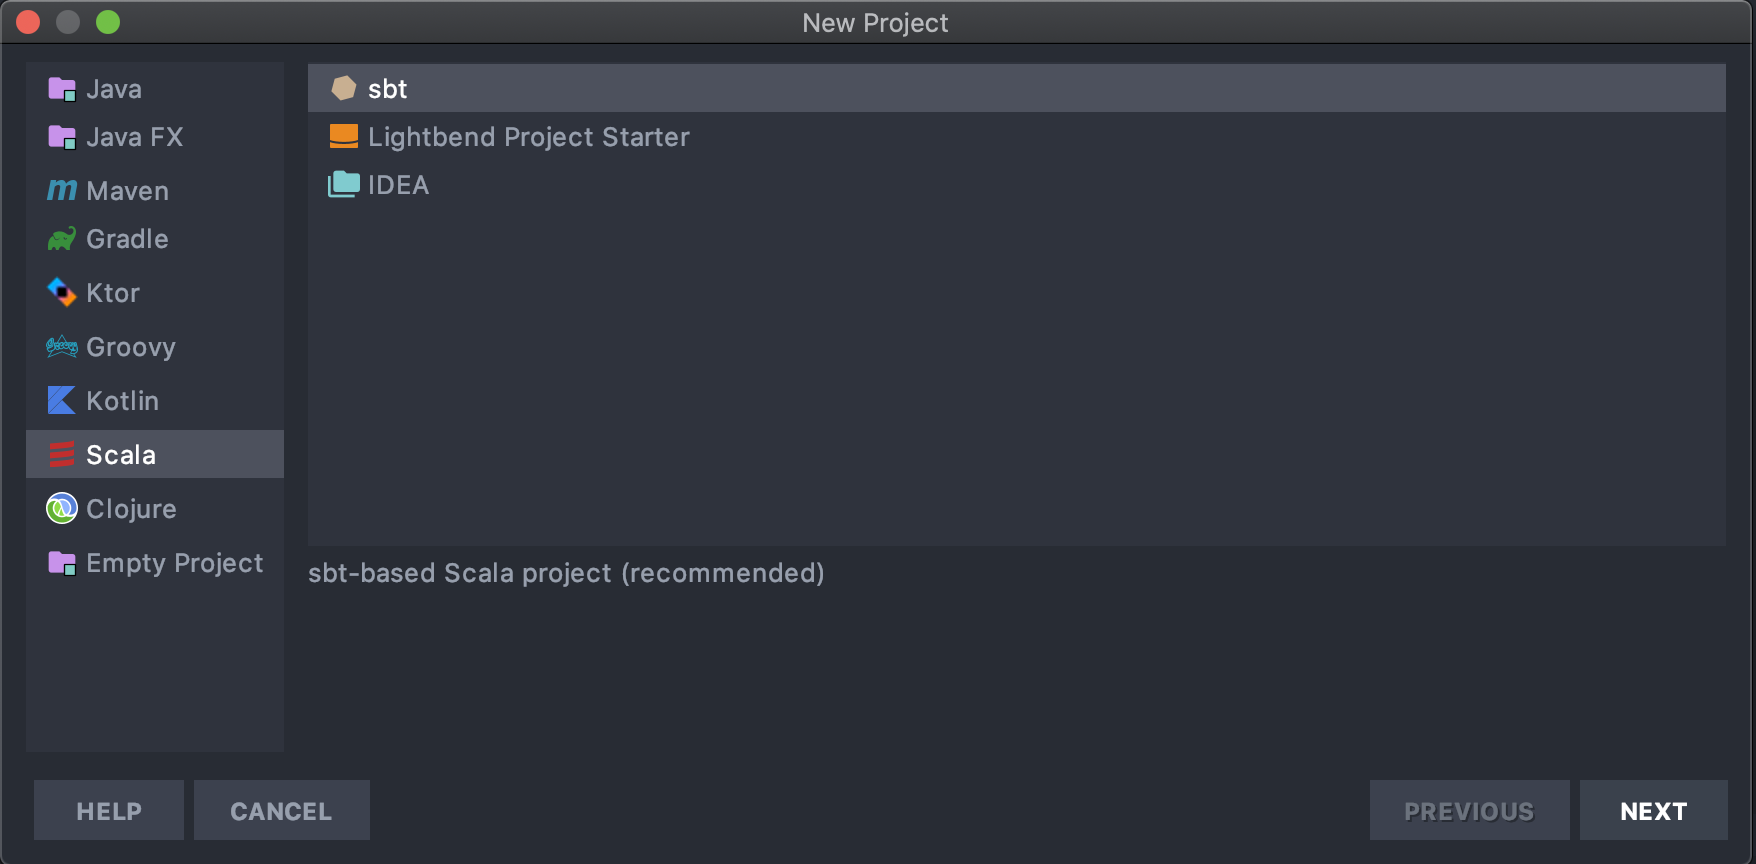 New Project
Java
Java FX
Maven
Gradle
Ktor
Groovy
Kotlin
Scala
Clojure
Empty Project
sbt
Lightbend Project Starter
IDEA
sbt-based Scala project (recommended)
HELP
CANCEL
PREVIOUS
NEXT